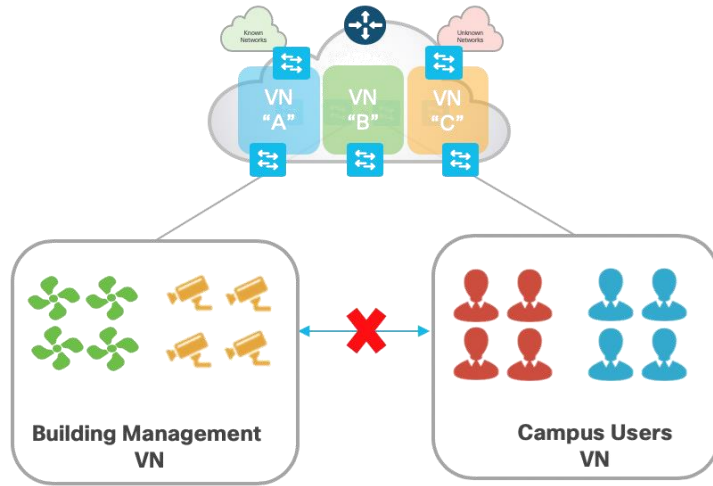 Known
Networks
Unknown
Networks
VN
“A”
VN
“B”
VN
“C”
Building Management
VN
Campus Users
VN